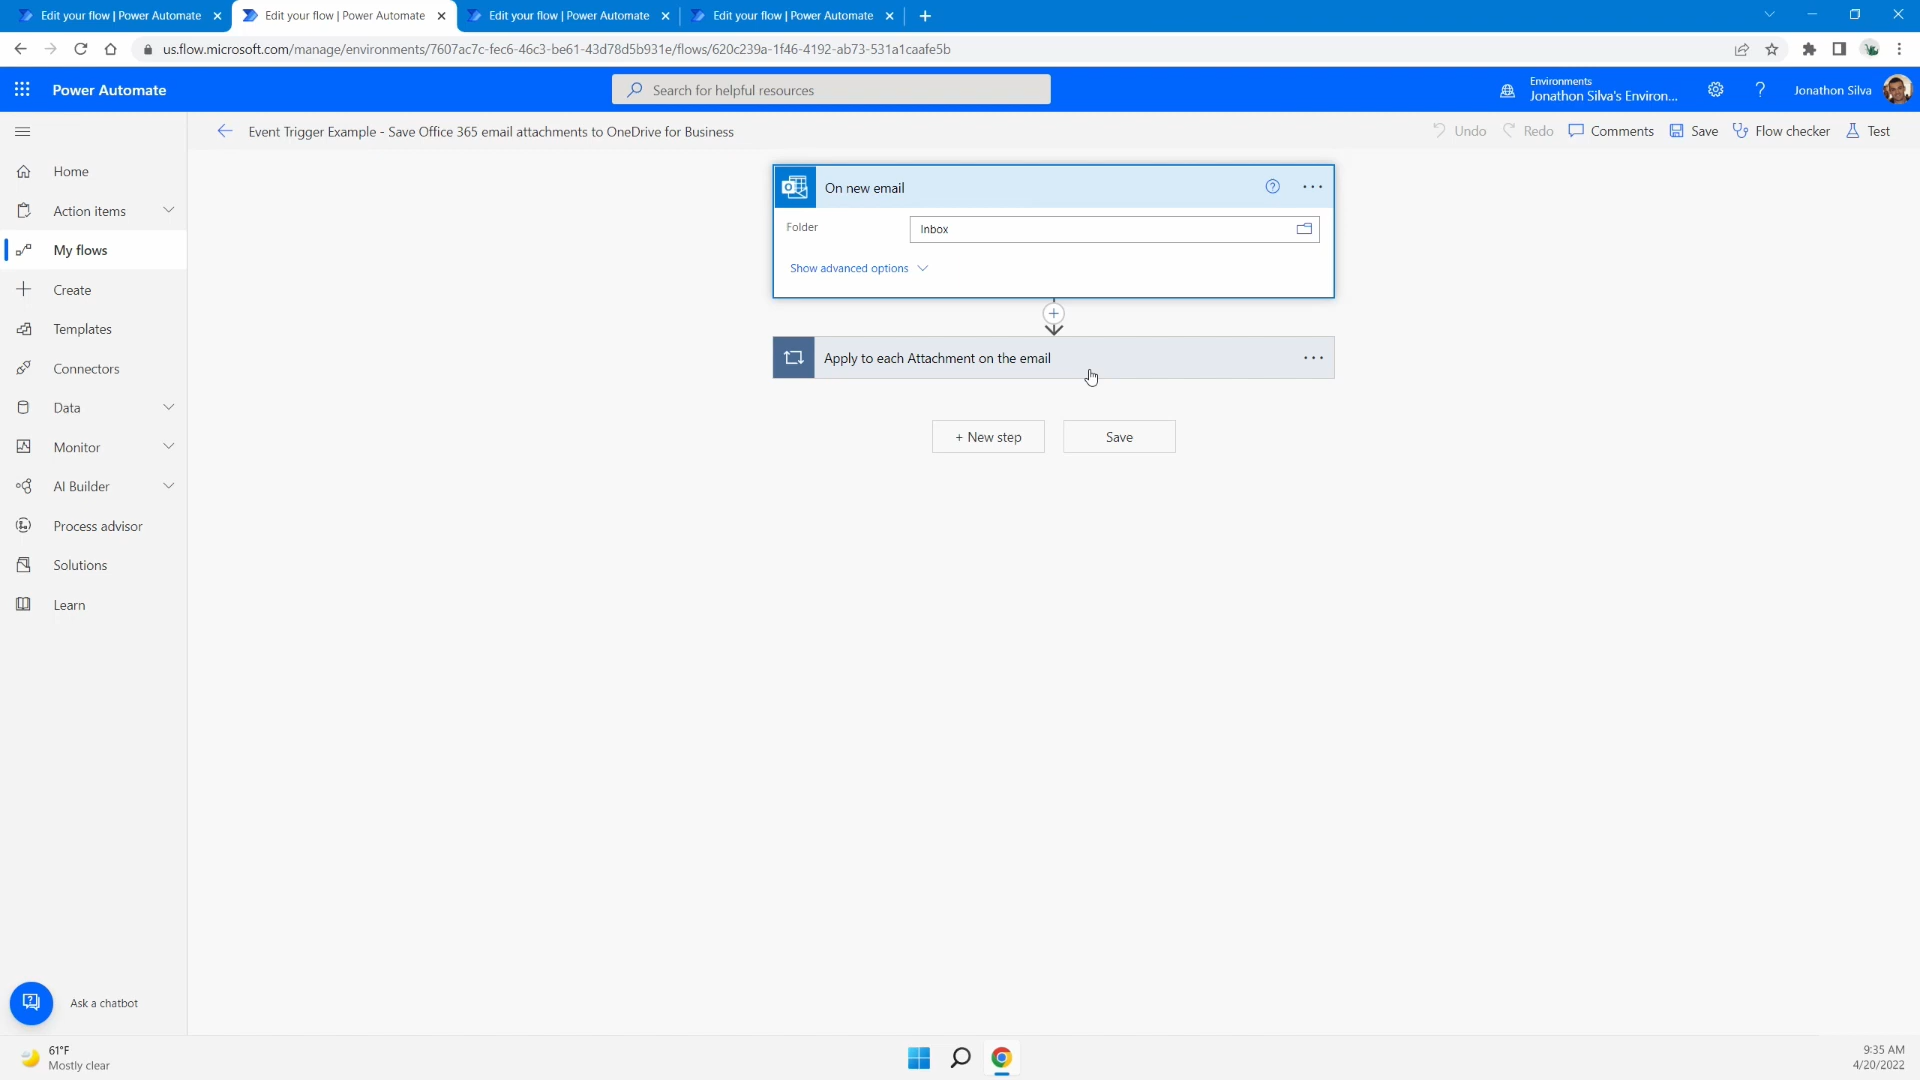 Edit your flow | Power Automate
Edit your flow | Power Automate
Edit your flow | Power Automate
Edit your flow | Power Automate
us.flow.microsoft.com/manage/environments/7607ac7c-fec6-46c3-be61-43d78d5b931e/flows/620c239a-1f46-4192-ab73-531a1caafe5b
Power Automate
Search for helpful resources
Environments
Jonathon Silva's Environ...
?
Jonathon Silva
Event Trigger Example - Save Office 365 email attachments to OneDrive for Business
Undo
Redo
Comments
Save
Flow checker
Test
Home
Action items
My flows
Create
Templates
Connectors
Data
Monitor
AI Builder
Process advisor
Solutions
Learn
On new email
Folder
Inbox
Show advanced options
Apply to each Attachment on the email
+ New step
Save
Ask a chatbot
61°F
Mostly clear
9:35 AM
4/20/2022